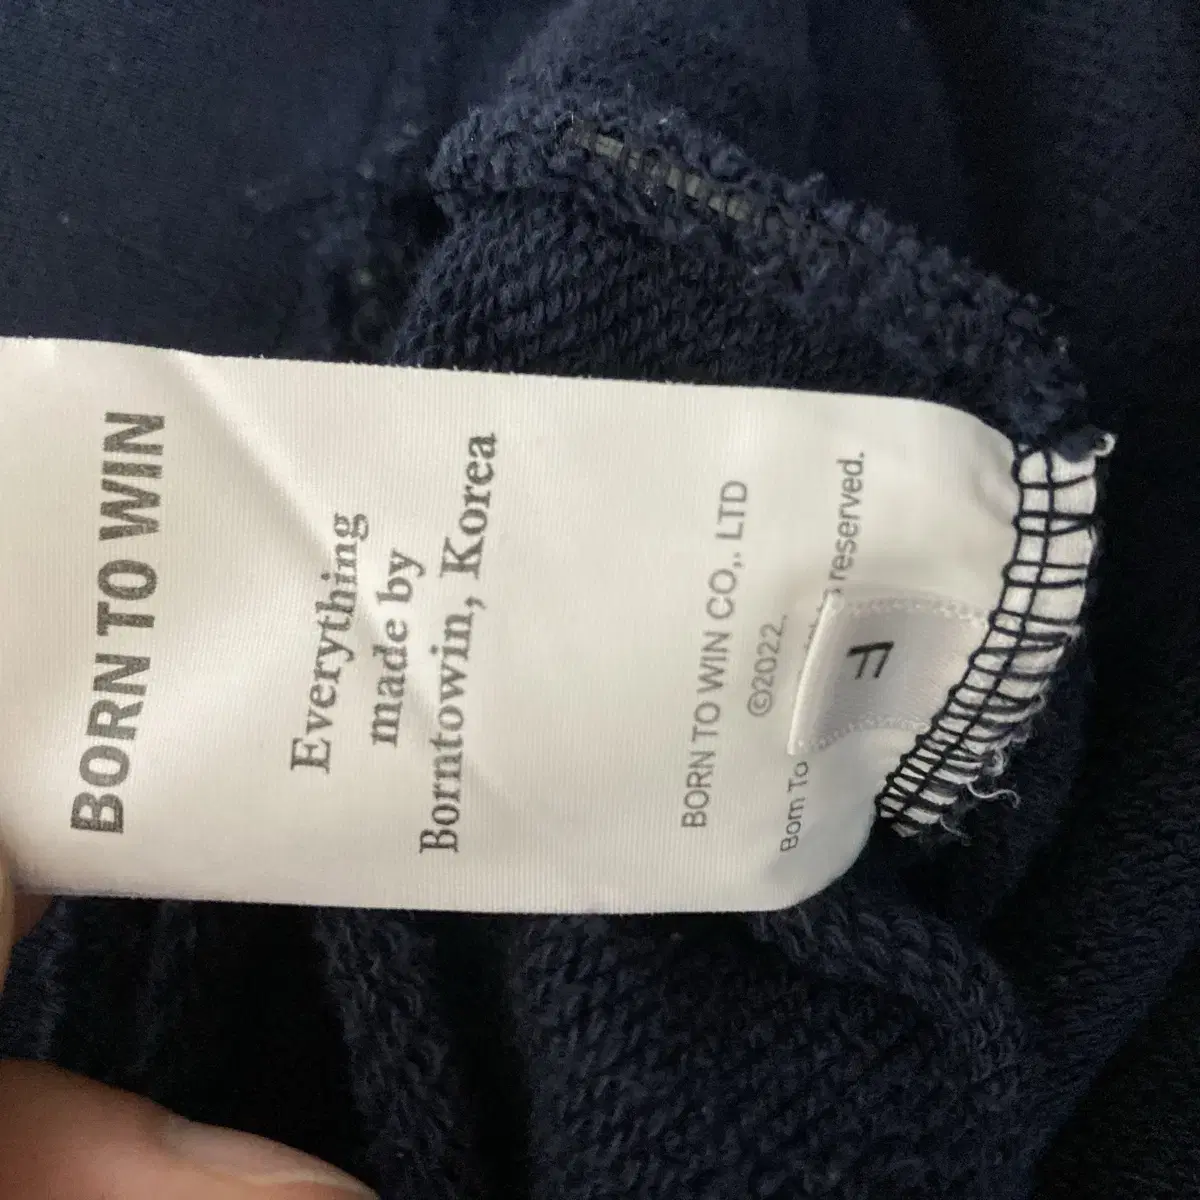 BORN TO WIN
Everything
made by
Borntowin, Korea
BORN TO WIN CO,. LTD
©2022.
Born To reserved.
F